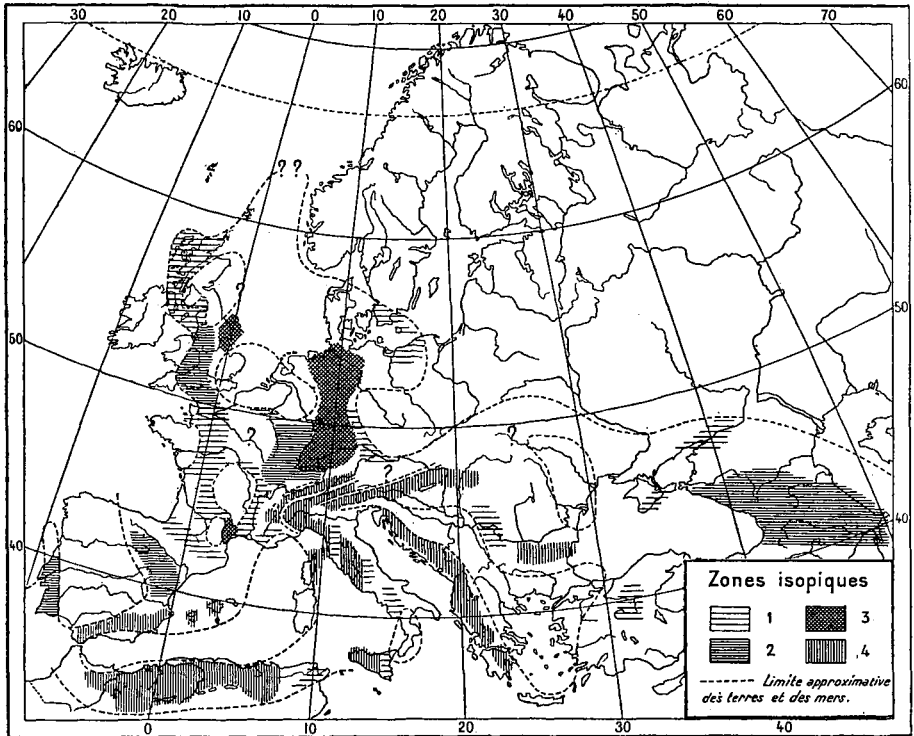 30 20 10 0 10 20 30 40 50 60 70
60
60
? ?
?
50
50
?
?
?
40
40
Zones isopiques
1 3
2 4
Limite approximative
des terres et des mers.
0 10 20 30 40